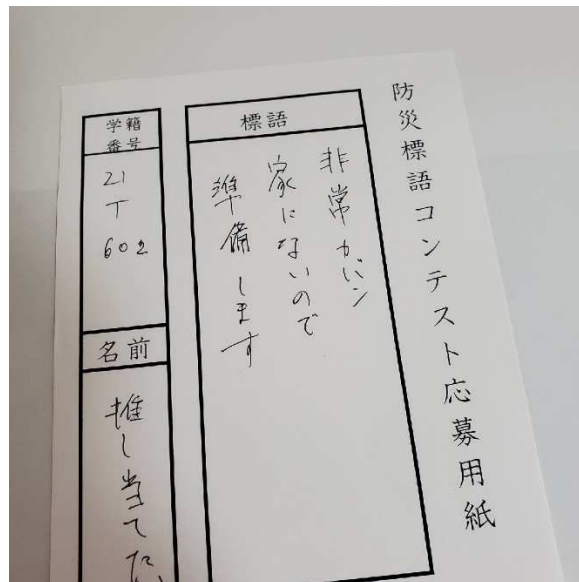 防災標語コンテスト応募用紙
標語
非常カバン
家にないので
準備します
学籍
番号
21
T
602
名前
推し当てたい